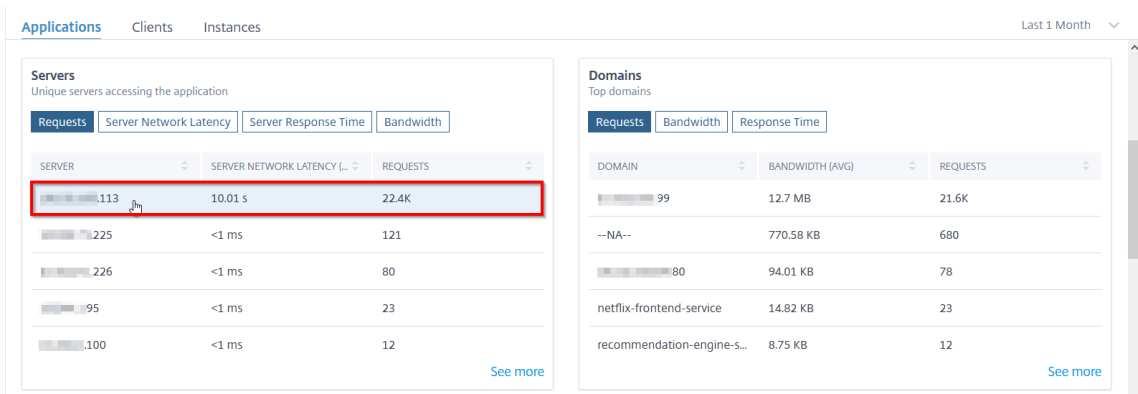 Applications Clients Instances Last 1 Month
Servers
Unique servers accessing the application
Requests Server Network Latency Server Response Time Bandwidth
SERVER SERVER NETWORK LATENCY (... REQUESTS
.113 10.01 s 22.4K
.225 <1 ms 121
.226 <1 ms 80
95 <1 ms 23
.100 <1 ms 12
See more
Domains
Top domains
Requests Bandwidth Response Time
DOMAIN BANDWIDTH (AVG) REQUESTS
99 12.7 MB 21.6K
--NA-- 770.58 KB 680
80 94.01 KB 78
netflix-frontend-service 14.82 KB 23
recommendation-engine-s... 8.75 KB 12
See more